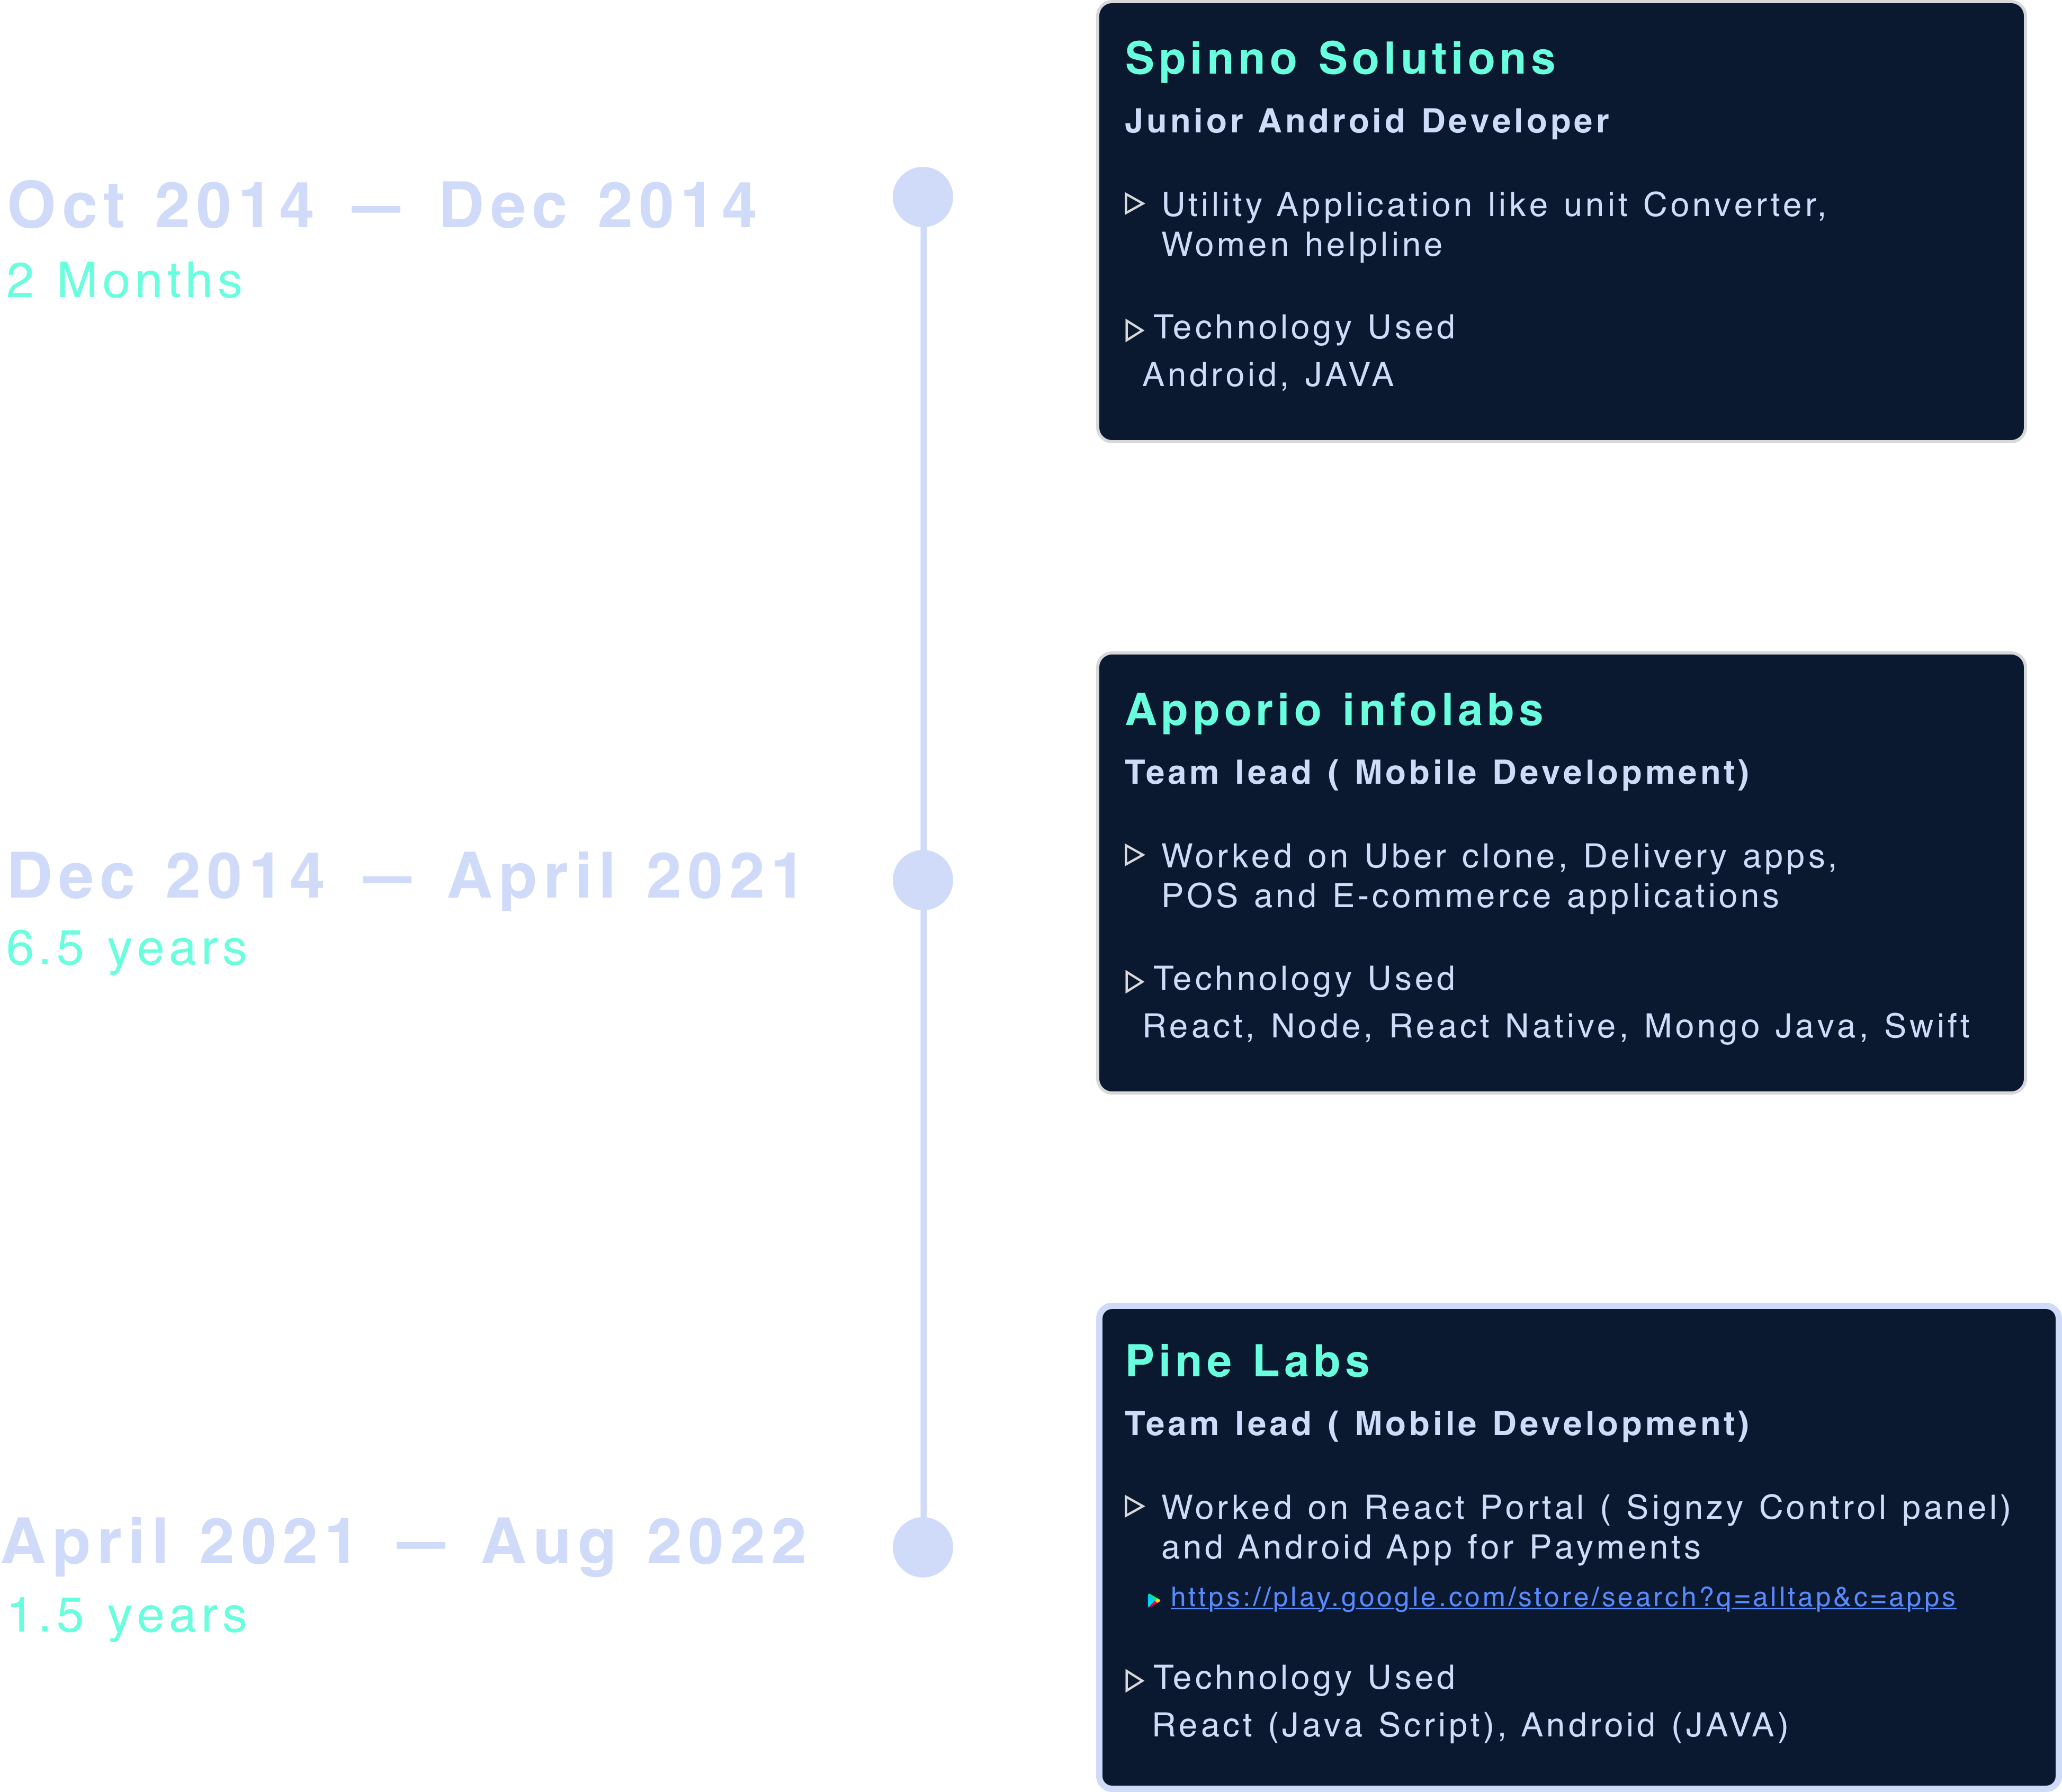 Spinno Solutions
Junior Android Developer
Oct 2014 — Dec 2014
2 Months
Utility Application like unit Converter,
Women helpline
Technology Used
Android, JAVA
Apporio infolabs
Team lead ( Mobile Development)
Dec 2014 — April 2021
6.5 years
Worked on Uber clone, Delivery apps,
POS and E-commerce applications
Technology Used
React, Node, React Native, Mongo Java, Swift
Pine Labs
Team lead ( Mobile Development)
April 2021 — Aug 2022
1.5 years
Worked on React Portal ( Signzy Control panel)
and Android App for Payments
https://play.google.com/store/search?q=alltap&c=apps
Technology Used
React (Java Script), Android (JAVA)